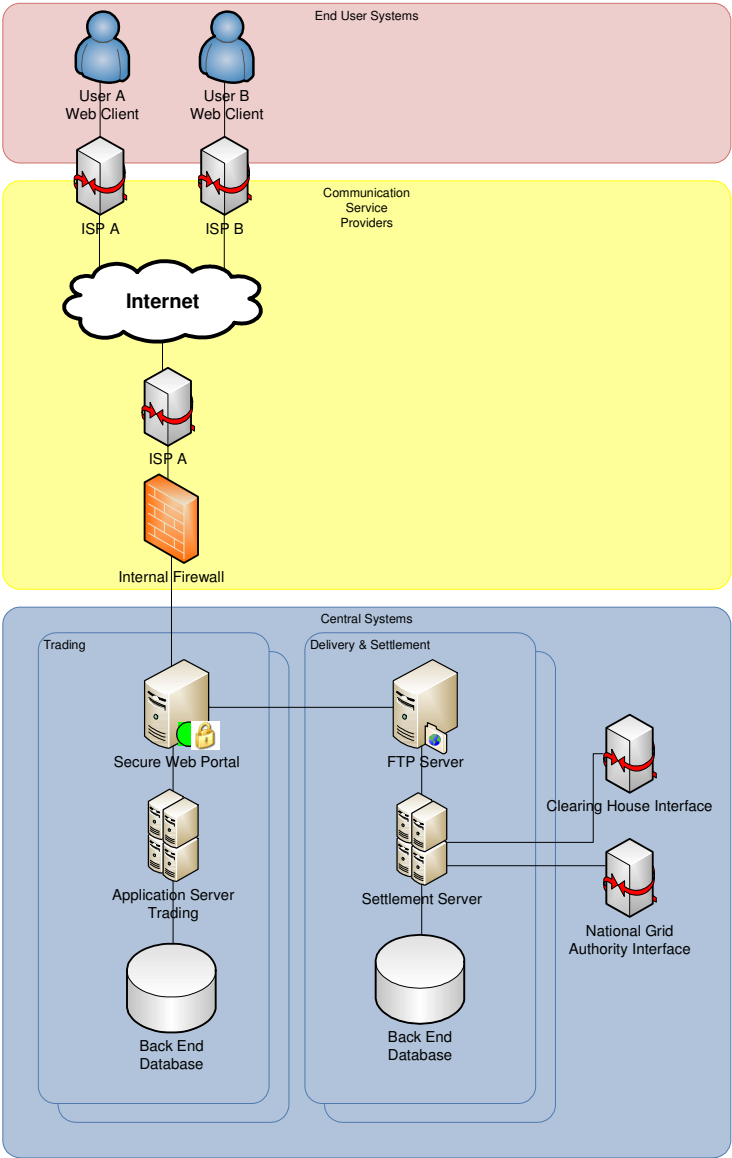 End User Systems
User A
Web Client
User B
Web Client
ISP A
ISP B
Communication
Service
Providers
Internet
ISP A
Internal Firewall
Central Systems
Trading
Delivery & Settlement
Secure Web Portal
FTP Server
Clearing House Interface
Application Server
Trading
Settlement Server
National Grid
Authority Interface
Back End
Database
Back End
Database